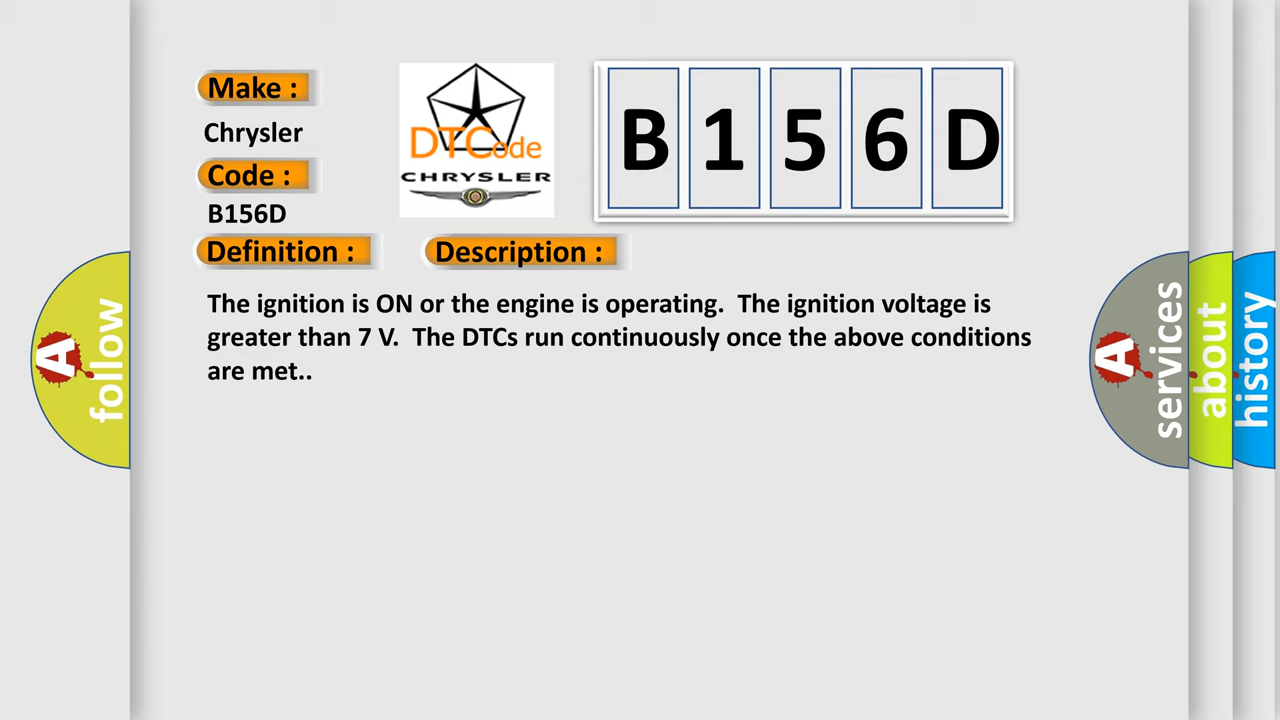 Make :
Chrysler
Code :
B156D
Definition :
Description :
The ignition is ON or the engine is operating. The ignition voltage is
greater than 7 V. The DTCs run continuously once the above conditions
are met..
DTCode
CHRYSLER
B 1 5 6 D
A follow
A services
about
history